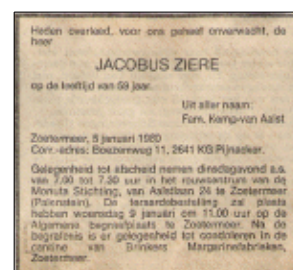 Heden overleed, voor ons geheel onverwacht, de
heer
JACOBUS ZIERE
op de leeftijd van 59 jaar.
Uit aller naam:
Fam. Kemp-van Aalst
Zoetermeer, 5 januari 1980
Corr.-adres: Boezemweg 11, 2641 KG Pijnacker.
Gelegenheid tot afscheid nemen dinsdagavond a.s.
van 7.00 tot 7.30 uur in het rouwcentrum van de
Monuta Stichting, van Aalstlaan 24 te Zoetermeer
(Palenstein). De teraardebestelling zal plaats
hebben woensdag 9 januari om 11.00 uur op de
Algemene begraafplaats te Zoetermeer. Na de
begrafenis is er gelegenheid tot condoleren in de
cantine van Brinkers Margarinefabrieken,
Zoetermeer.